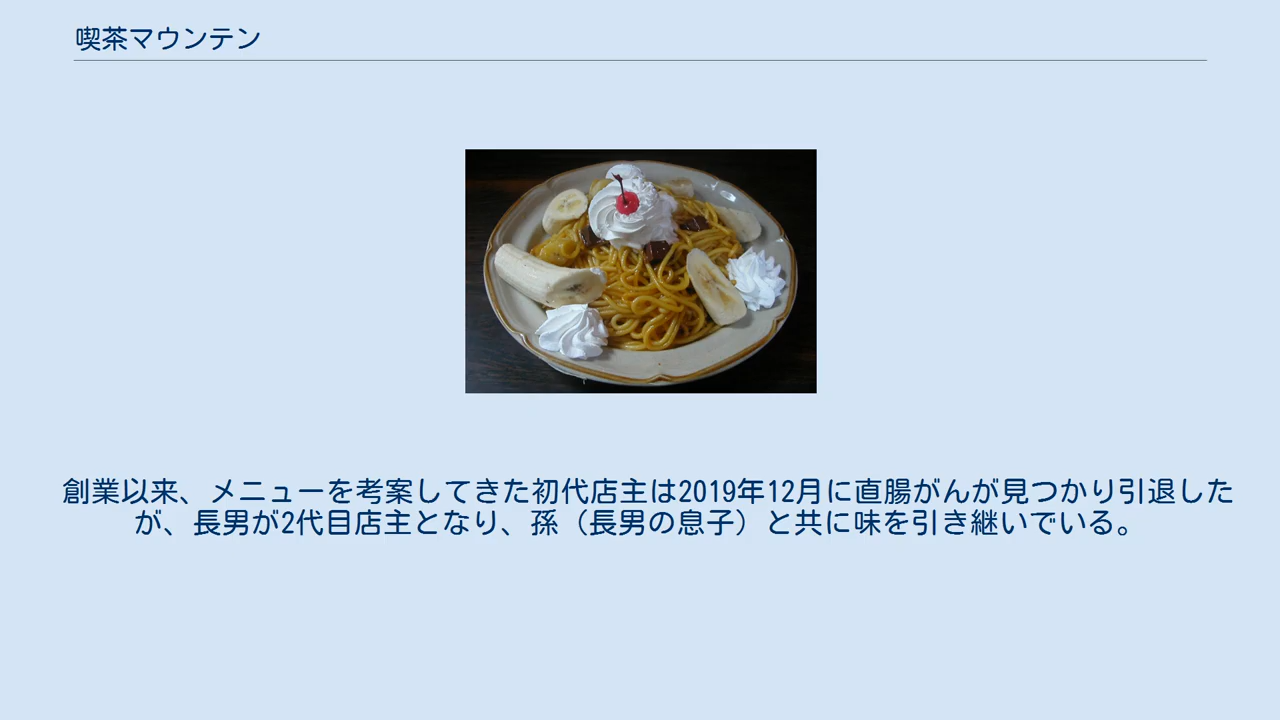 喫茶マウンテン
創業以来、メニューを考案してきた初代店主は2019年12月に直腸がんが見つかり引退した
が、長男が2代目店主となり、孫（長男の息子）と共に味を引き継いでいる。